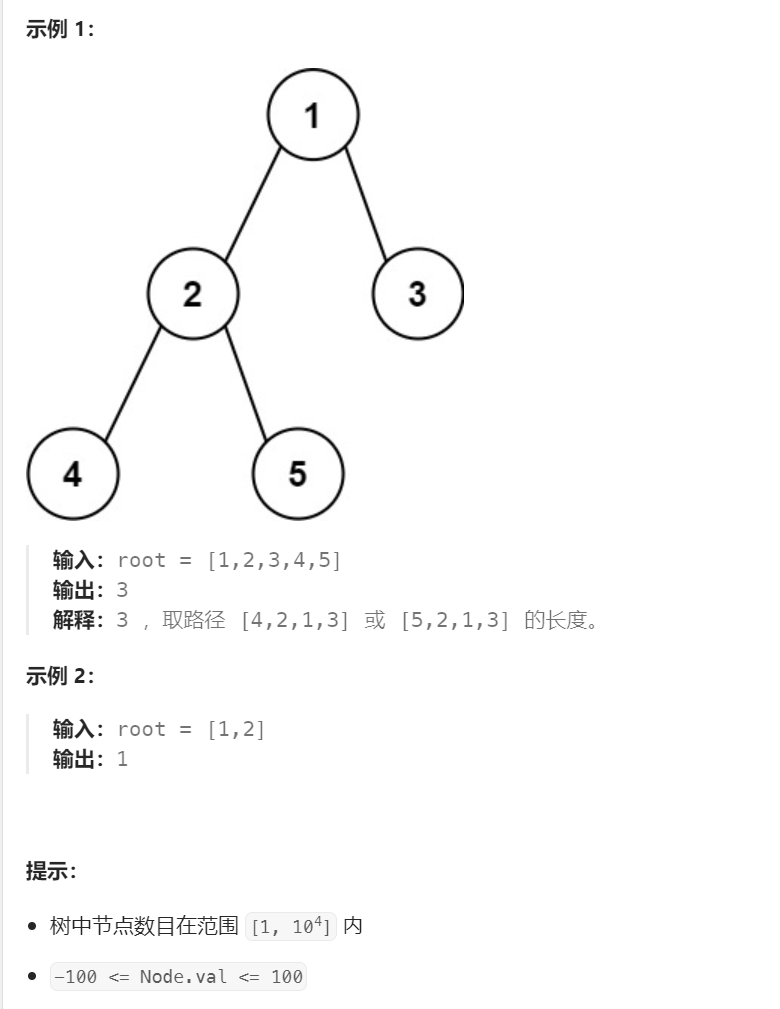 示例 1：
1
2
3
4
5
输入：root = [1,2,3,4,5]
输出：3
解释：3 ，取路径 [4,2,1,3] 或 [5,2,1,3] 的长度。
示例 2：
输入：root = [1,2]
输出：1
提示：
• 树中节点数目在范围 [1, 10⁴] 内
• -100 <= Node.val <= 100